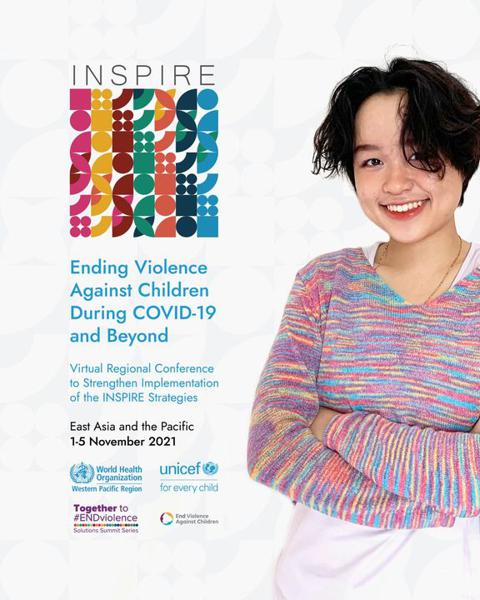 INSPIRE
Ending Violence
Against Children
During COVID-19
and Beyond
Virtual Regional Conference
to Strengthen Implementation
of the INSPIRE Strategies
East Asia and the Pacific
1-5 November 2021
World Health
Organization
Western Pacific Region
unicef
for every child
Together to
#ENDviolence
Solutions Summit Series
End Violence
Against Children